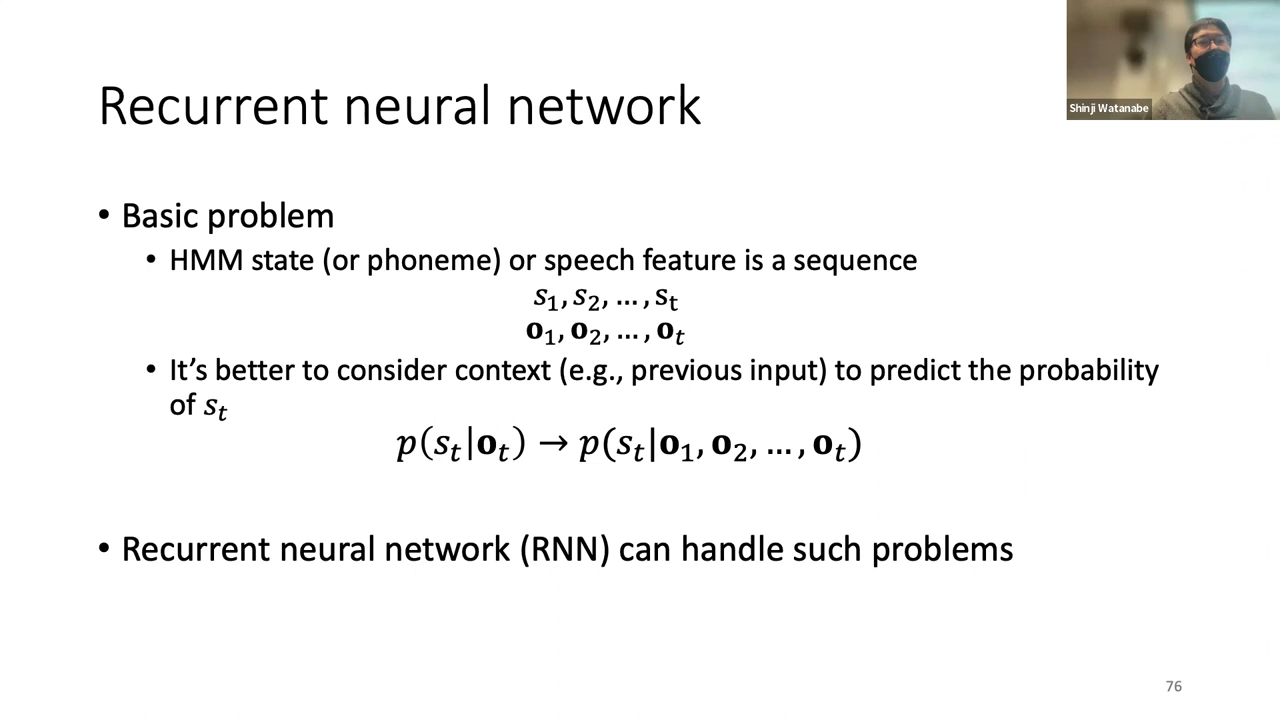 Recurrent neural network
Shinji Watanabe
• Basic problem
• HMM state (or phoneme) or speech feature is a sequence
s₁, s₂, … , sₜ
𝐨₁, 𝐨₂, … , 𝐨ₜ
• It’s better to consider context (e.g., previous input) to predict the probability
of sₜ
p(sₜ|𝐨ₜ) → p(sₜ|𝐨₁, 𝐨₂, … , 𝐨ₜ)
• Recurrent neural network (RNN) can handle such problems
76